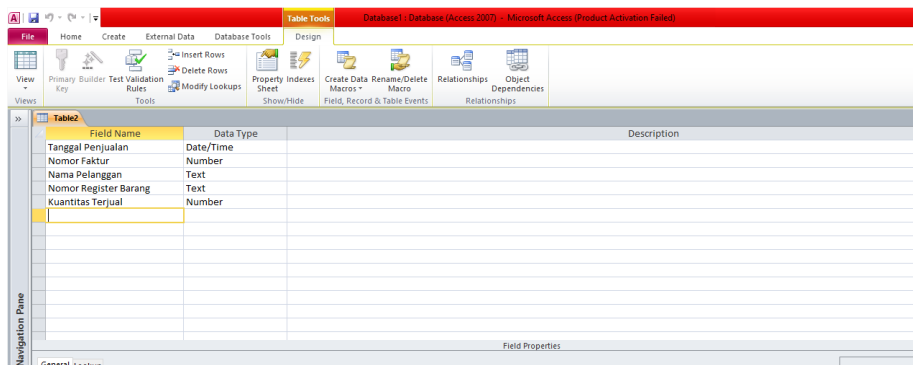 Table Tools Database1 : Database (Access 2007) - Microsoft Access (Product Activation Failed)
File Home Create External Data Database Tools Design
View
Primary Key
Builder
Test Validation Rules
Insert Rows
Delete Rows
Modify Lookups
Property Sheet
Indexes
Create Data Macros
Rename/Delete Macro
Relationships
Object Dependencies
Views Tools Show/Hide Field, Record & Table Events Relationships
» Table2
Field Name Data Type Description
Tanggal Penjualan Date/Time
Nomor Faktur Number
Nama Pelanggan Text
Nomor Register Barang Text
Kuantitas Terjual Number
Navigation Pane
Field Properties
General Lookup